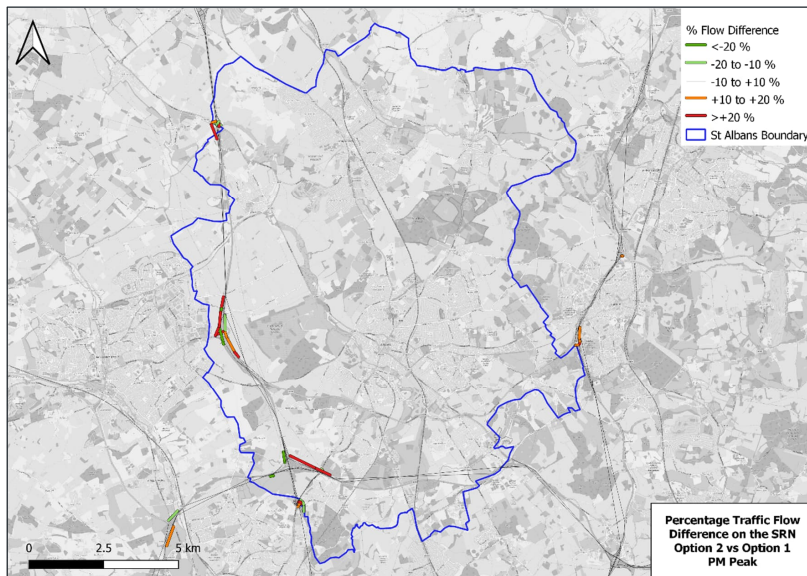 % Flow Difference
<-20 %
-20 to -10 %
-10 to +10 %
+10 to +20 %
>+20 %
St Albans Boundary
0 2.5 5 km
Percentage Traffic Flow
Difference on the SRN
Option 2 vs Option 1
PM Peak